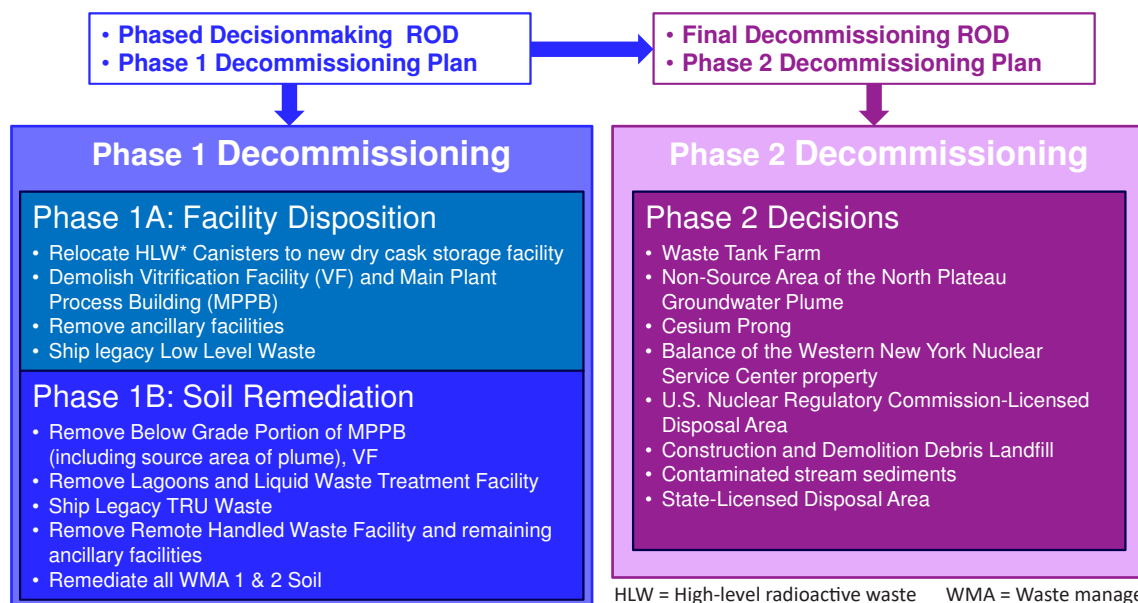 • Phased Decisionmaking ROD
• Phase 1 Decommissioning Plan
• Final Decommissioning ROD
• Phase 2 Decommissioning Plan
Phase 1 Decommissioning
Phase 1A: Facility Disposition
• Relocate HLW* Canisters to new dry cask storage facility
• Demolish Vitrification Facility (VF) and Main Plant
Process Building (MPPB)
• Remove ancillary facilities
• Ship legacy Low Level Waste
Phase 1B: Soil Remediation
• Remove Below Grade Portion of MPPB
(including source area of plume), VF
• Remove Lagoons and Liquid Waste Treatment Facility
• Ship Legacy TRU Waste
• Remove Remote Handled Waste Facility and remaining
ancillary facilities
• Remediate all WMA 1 & 2 Soil
Phase 2 Decommissioning
Phase 2 Decisions
• Waste Tank Farm
• Non-Source Area of the North Plateau
Groundwater Plume
• Cesium Prong
• Balance of the Western New York Nuclear
Service Center property
• U.S. Nuclear Regulatory Commission-Licensed
Disposal Area
• Construction and Demolition Debris Landfill
• Contaminated stream sediments
• State-Licensed Disposal Area
HLW = High-level radioactive waste WMA = Waste manage